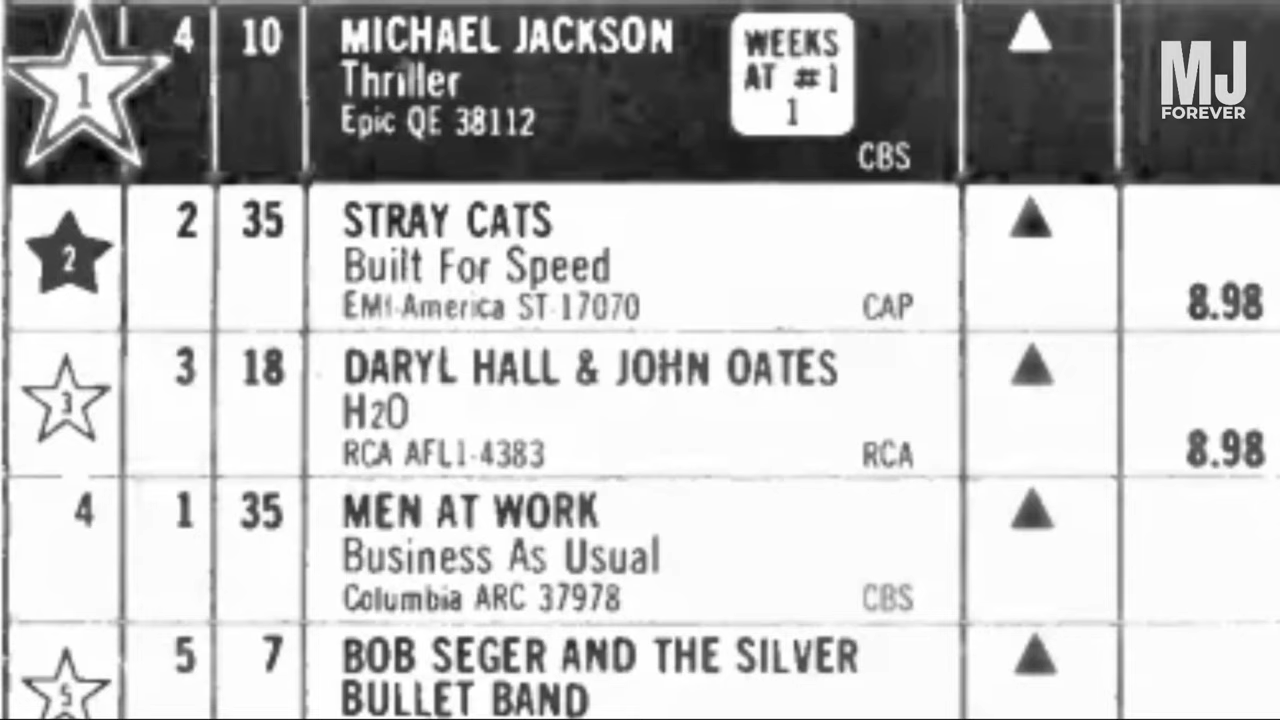 1 4 10 MICHAEL JACKSON
Thriller
Epic QE 38112
WEEKS
AT #1
1
CBS
MJ
FOREVER
2 2 35 STRAY CATS
Built For Speed
EMI-America ST-17070 CAP 8.98
3 3 18 DARYL HALL & JOHN OATES
H2O
RCA AFL1-4383 RCA 8.98
4 1 35 MEN AT WORK
Business As Usual
Columbia ARC 37978 CBS
5 5 7 BOB SEGER AND THE SILVER
BULLET BAND